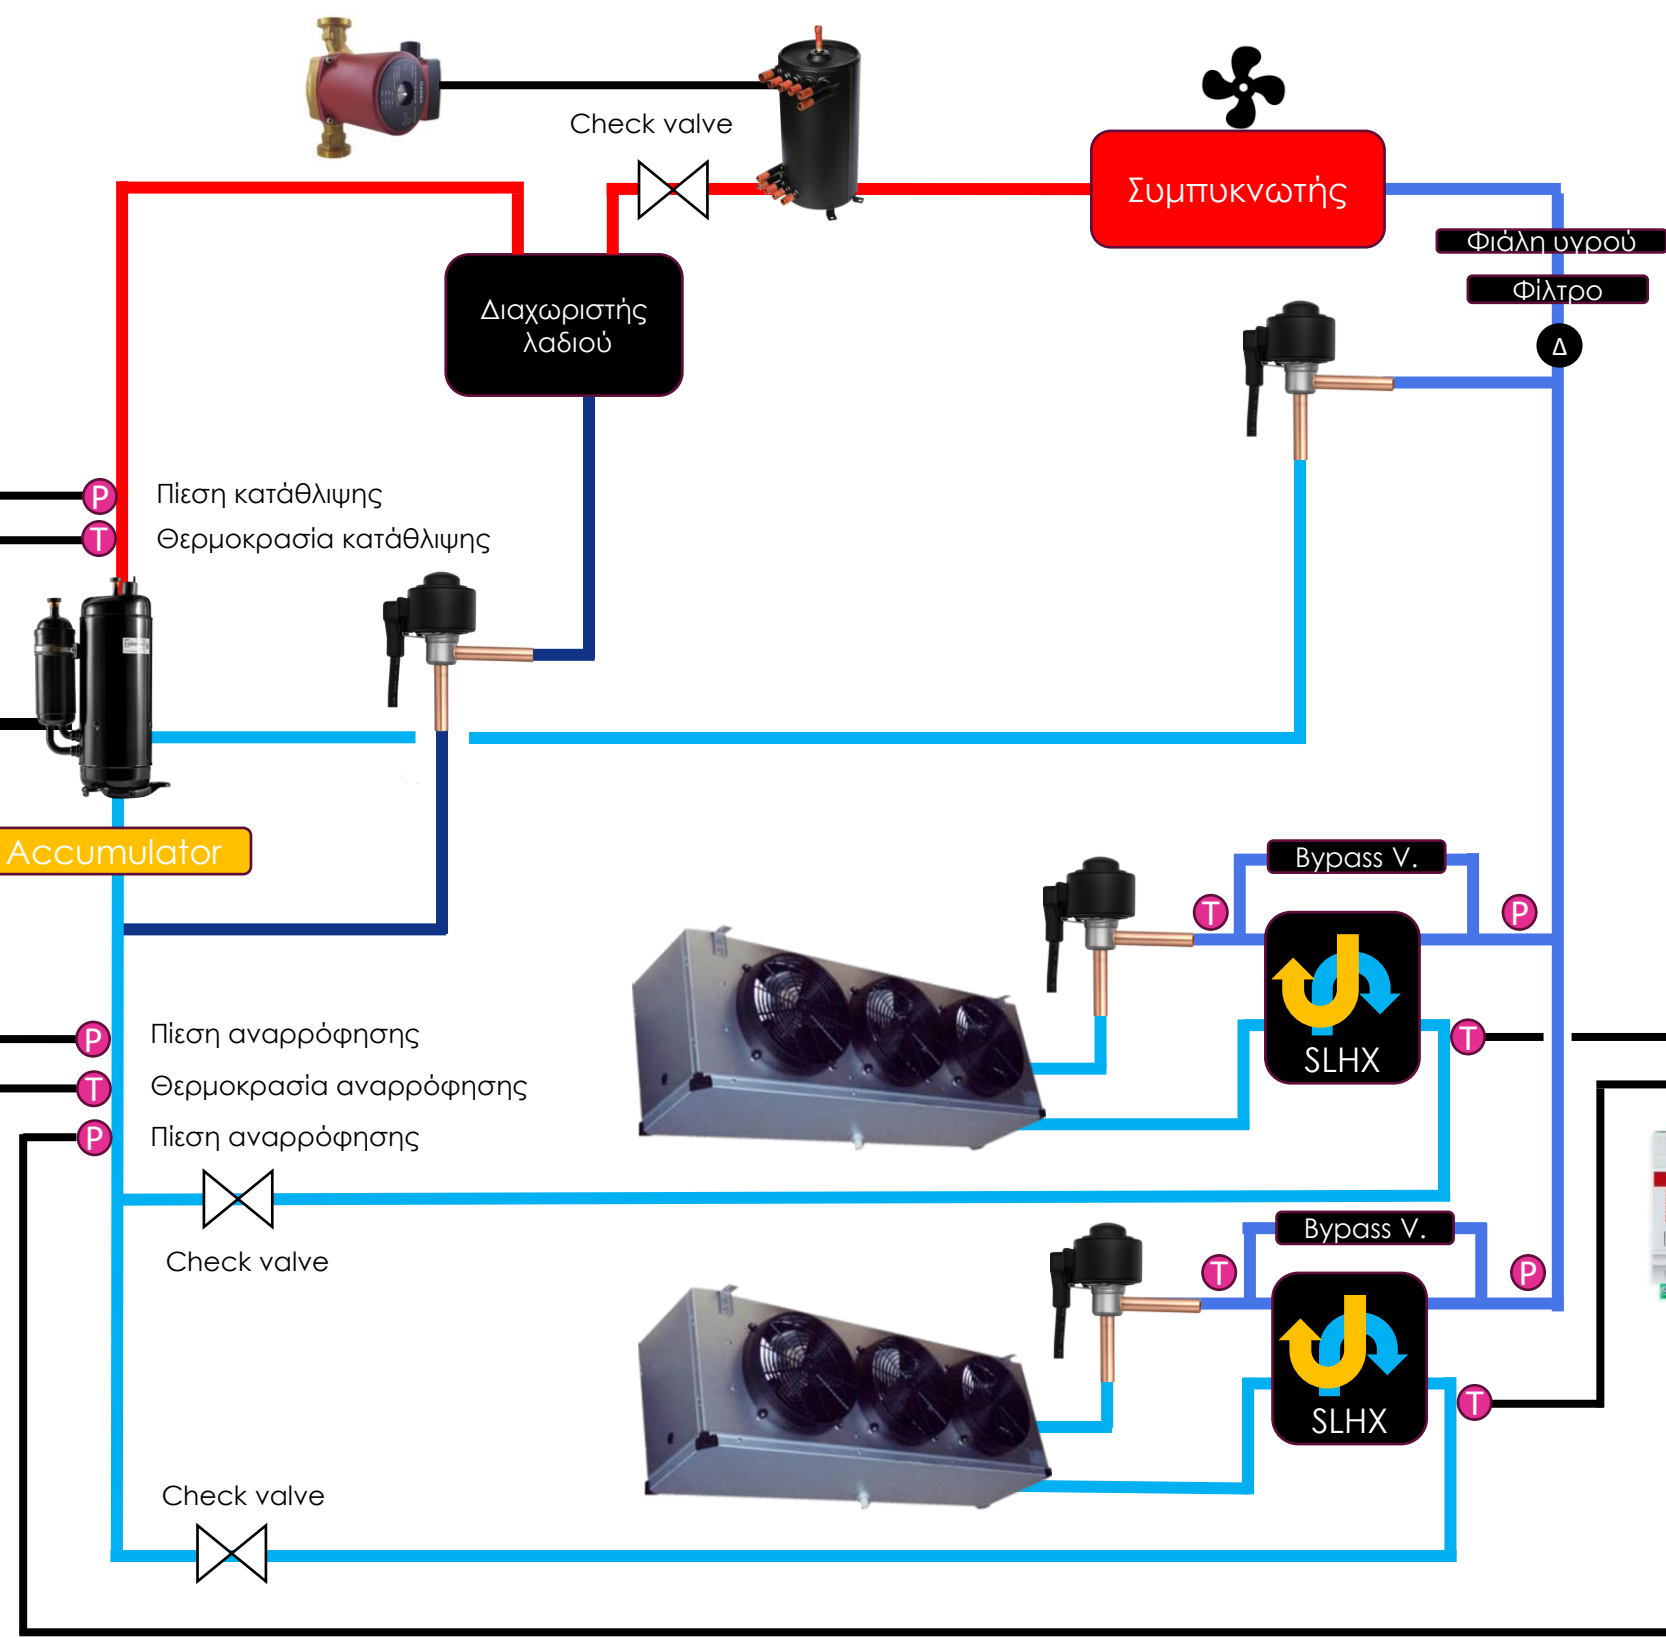 Check valve
Συμπυκνωτής
Φιάλη υγρού
Φίλτρο
Δ
Διαχωριστής
λαδιού
P
Πίεση κατάθλιψης
T
Θερμοκρασία κατάθλιψης
Accumulator
Bypass V.
T
P
SLHX
T
P
Πίεση αναρρόφησης
T
Θερμοκρασία αναρρόφησης
P
Πίεση αναρρόφησης
Check valve
Bypass V.
T
P
SLHX
T
Check valve